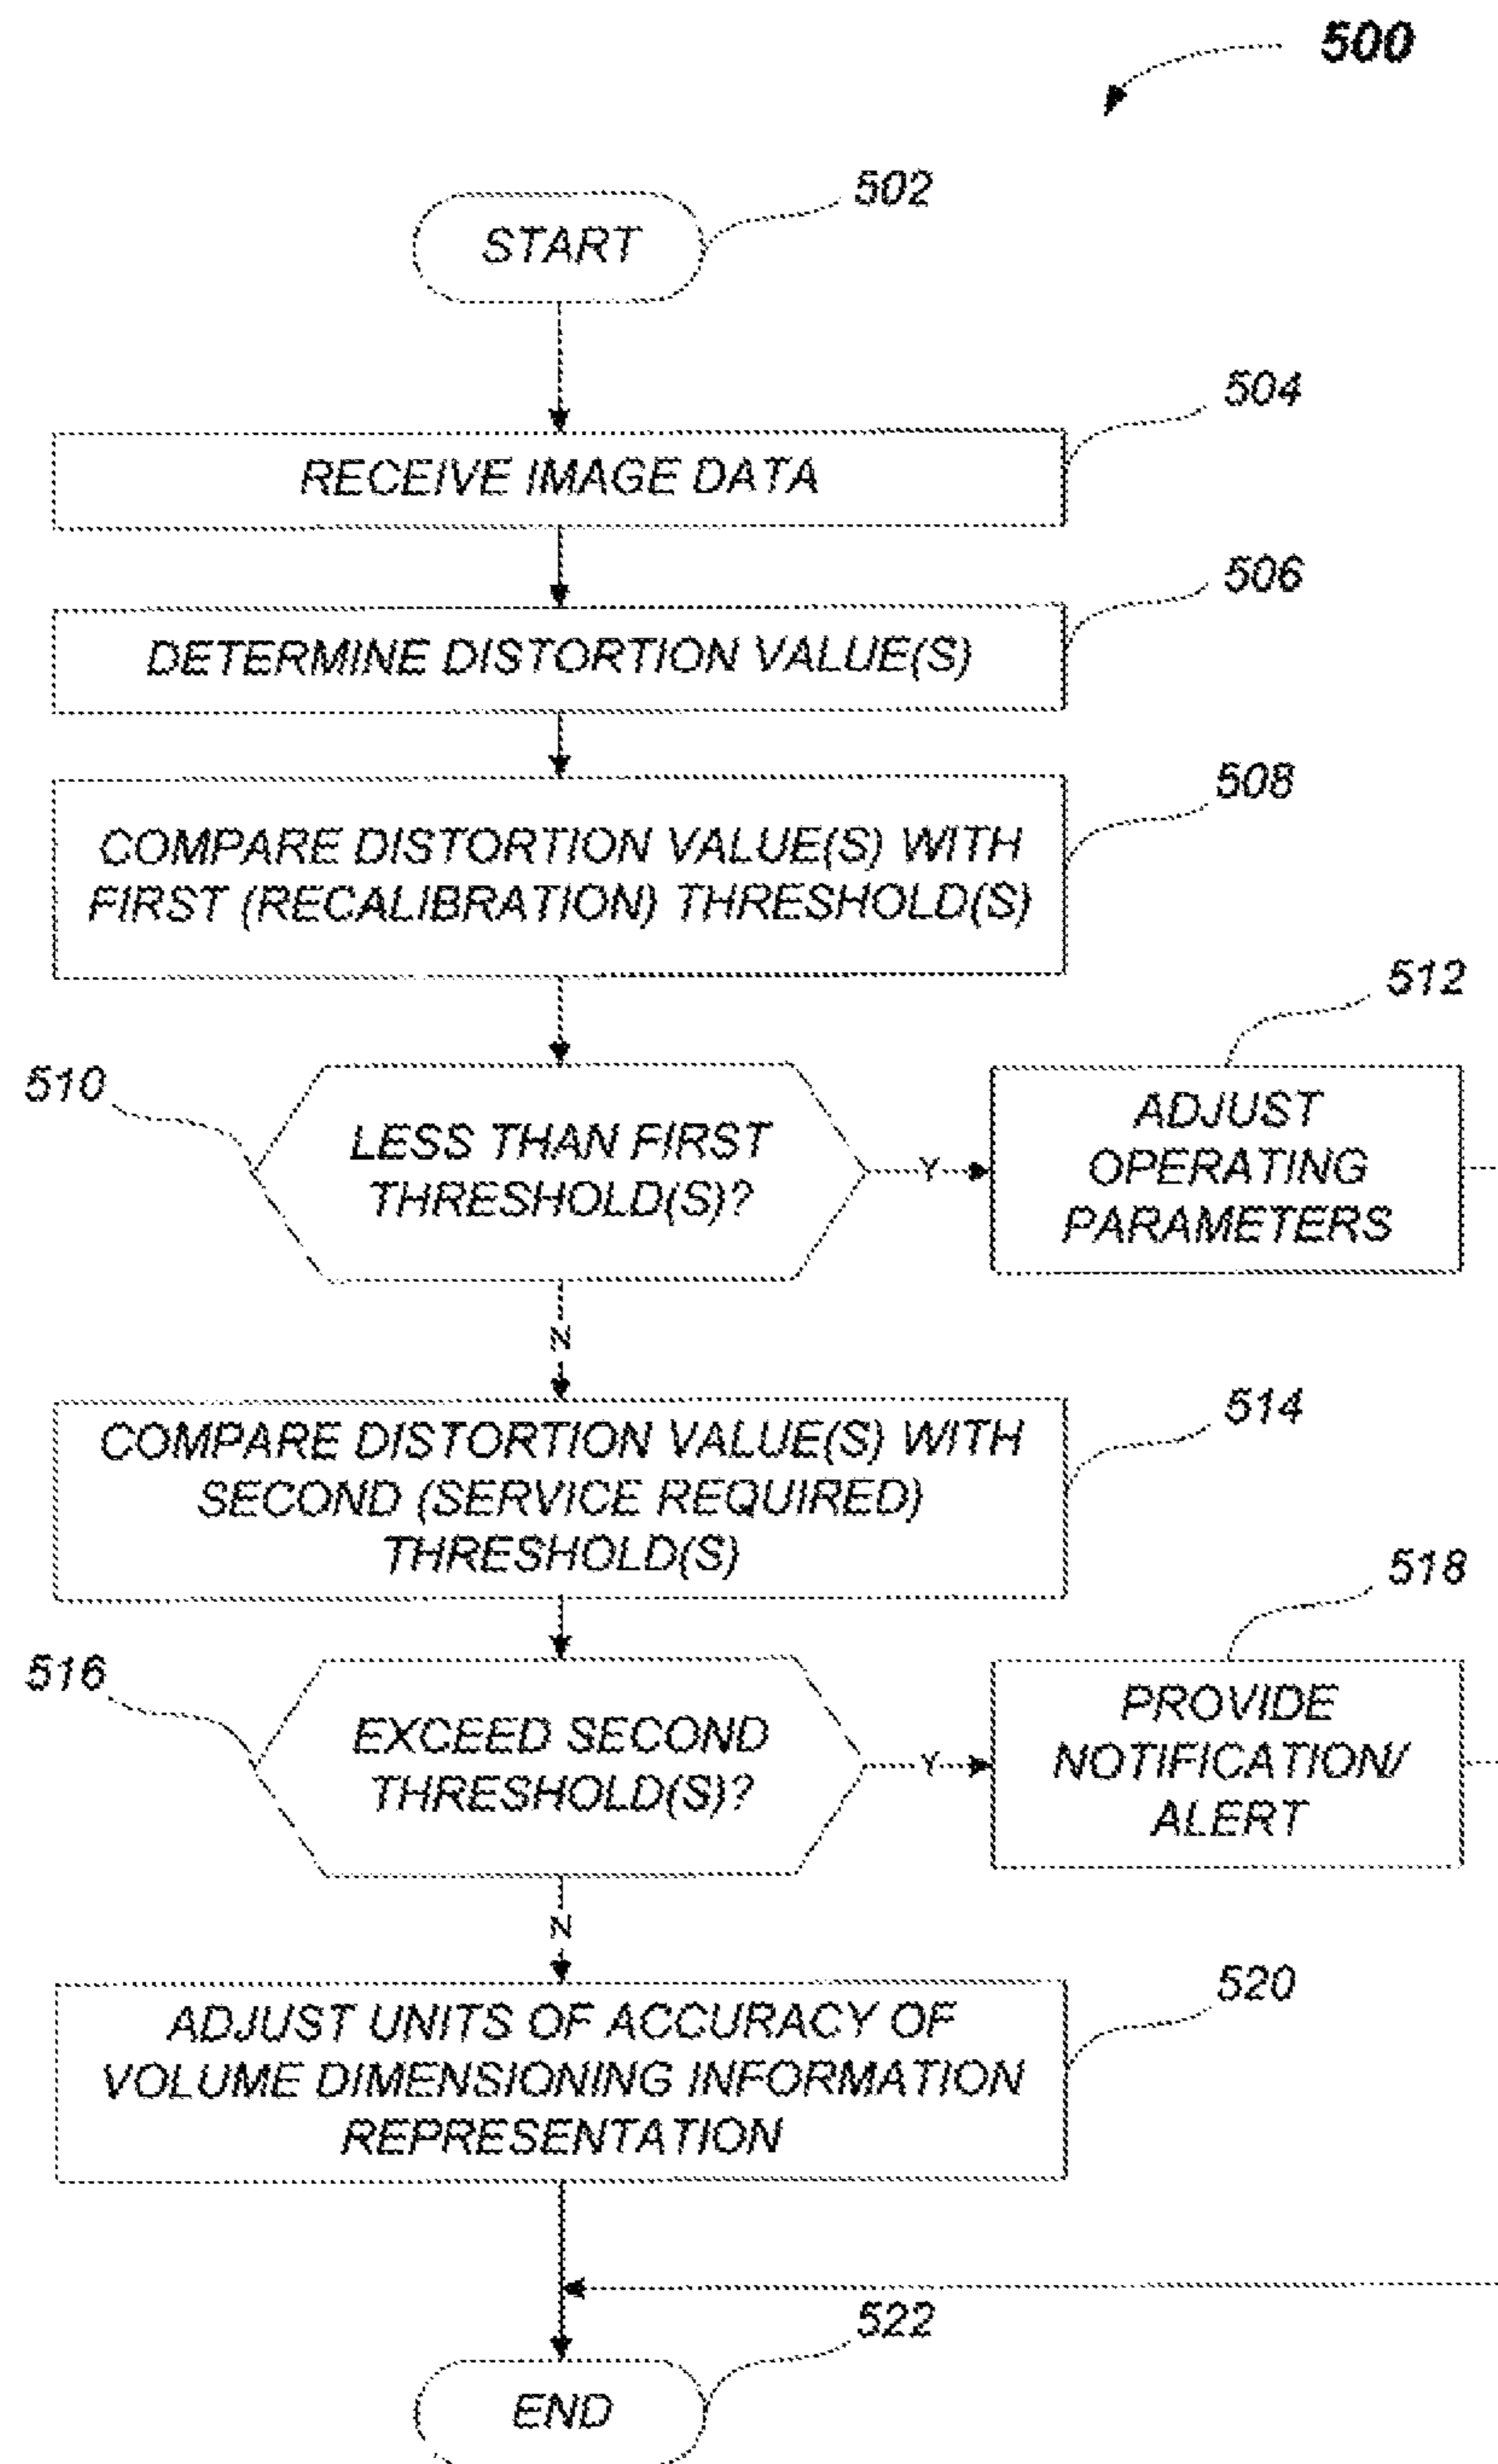 500
502
START
504
RECEIVE IMAGE DATA
506
DETERMINE DISTORTION VALUE(S)
508
COMPARE DISTORTION VALUE(S) WITH
FIRST (RECALIBRATION) THRESHOLD(S)
510
LESS THAN FIRST
THRESHOLD(S)?
Y
512
ADJUST
OPERATING
PARAMETERS
N
514
COMPARE DISTORTION VALUE(S) WITH
SECOND (SERVICE REQUIRED)
THRESHOLD(S)
516
EXCEED SECOND
THRESHOLD(S)?
Y
518
PROVIDE
NOTIFICATION/
ALERT
N
520
ADJUST UNITS OF ACCURACY OF
VOLUME DIMENSIONING INFORMATION
REPRESENTATION
522
END